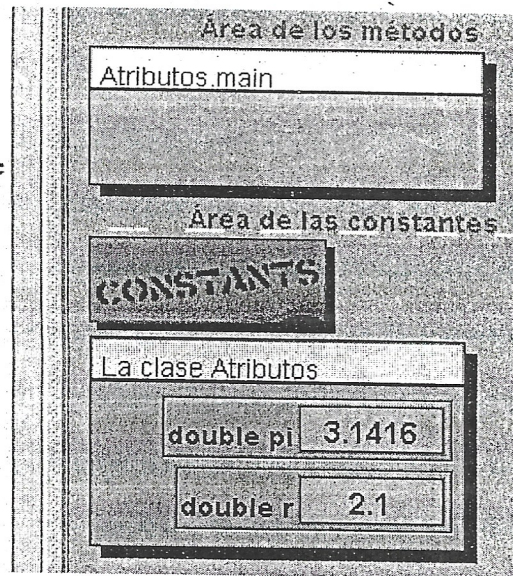 Área de los métodos
Atributos.main
Área de las constantes
CONSTANTS
La clase Atributos
double pi 3.1416
double r 2.1